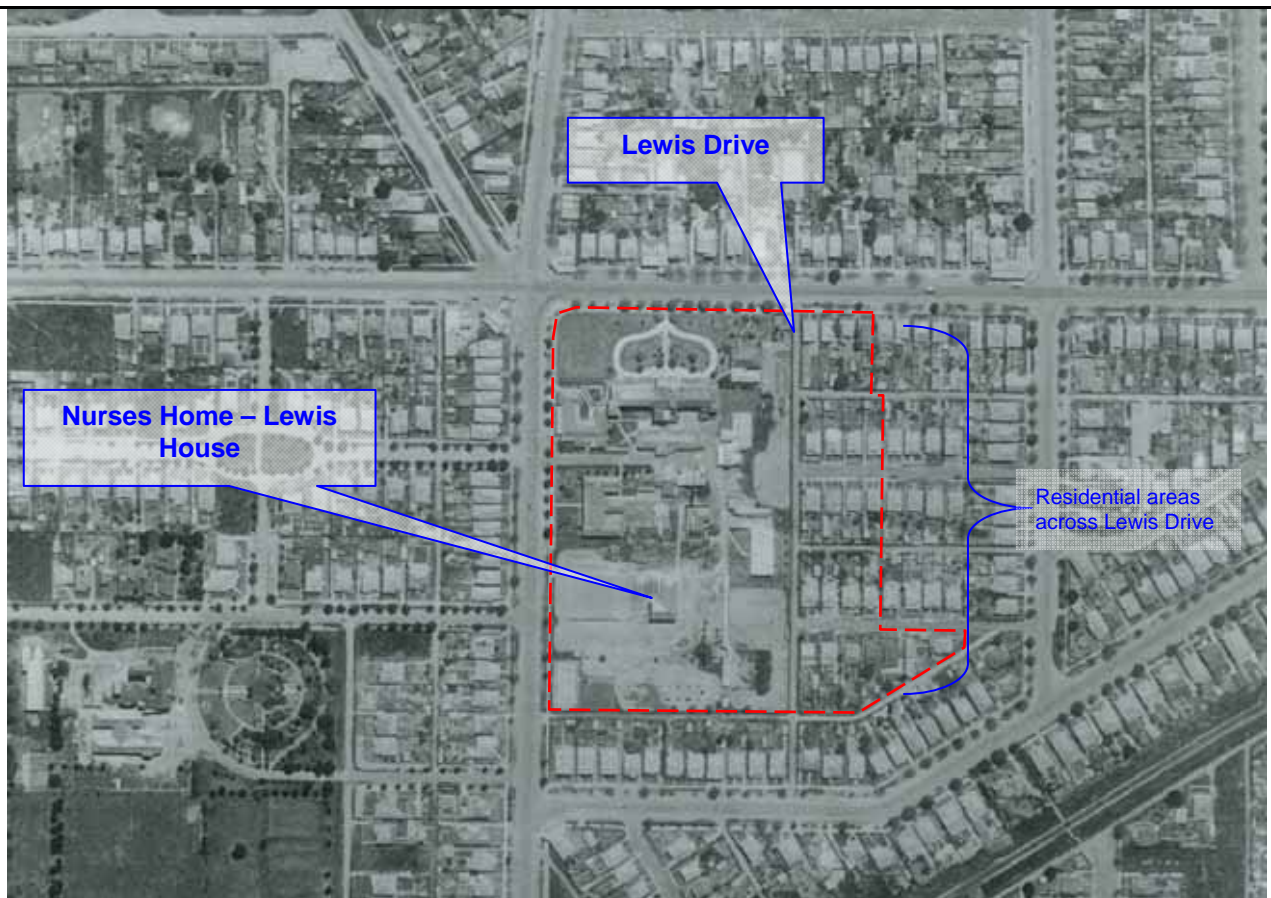 Lewis Drive
Nurses Home – Lewis
House
Residential areas
across Lewis Drive